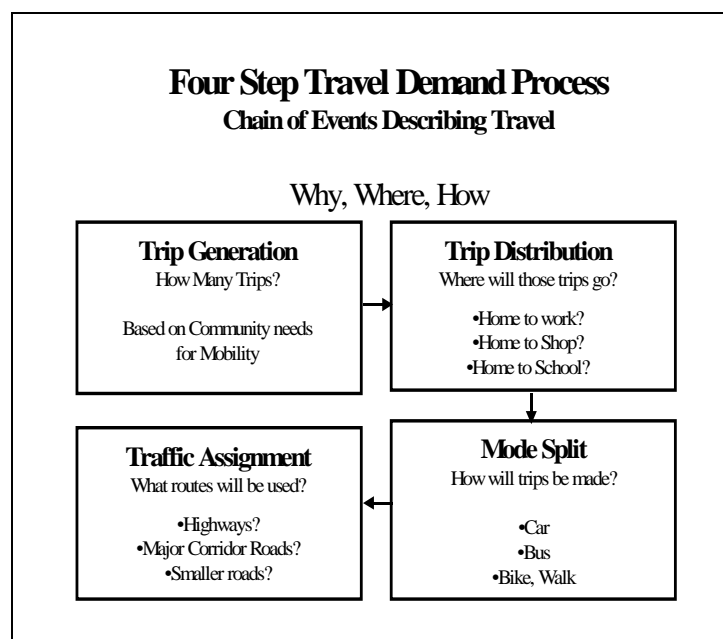 Four Step Travel Demand Process
Chain of Events Describing Travel
Why, Where, How
Trip Generation
How Many Trips?
Based on Community needs
for Mobility
Trip Distribution
Where will those trips go?
•Home to work?
•Home to Shop?
•Home to School?
Mode Split
How will trips be made?
•Car
•Bus
•Bike, Walk
Traffic Assignment
What routes will be used?
•Highways?
•Major Corridor Roads?
•Smaller roads?